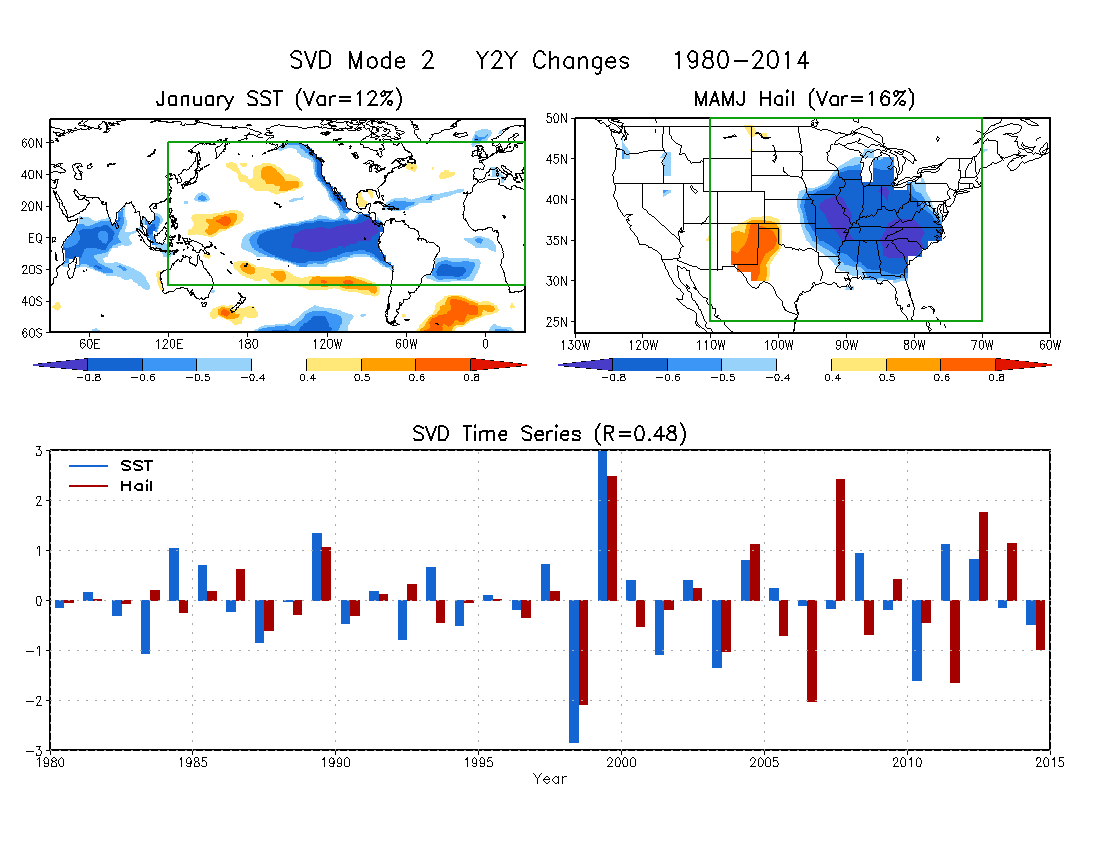 SVD Mode 2 Y2Y Changes 1980-2014
January SST (Var=12%)
60N
40N
20N
EQ
20S
40S
60S
60E 120E 180 120W 60W 0
-0.8 -0.6 -0.5 -0.4 0.4 0.5 0.6 0.8
MAMJ Hail (Var=16%)
50N
45N
40N
35N
30N
25N
130W 120W 110W 100W 90W 80W 70W 60W
-0.8 -0.6 -0.5 -0.4 0.4 0.5 0.6 0.8
SVD Time Series (R=0.48)
SST
Hail
3
2
1
0
-1
-2
-3
1980 1985 1990 1995 2000 2005 2010 2015
Year